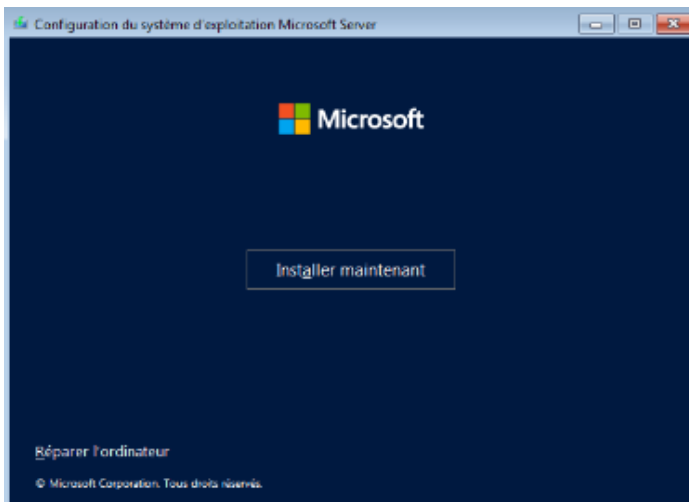 Configuration du système d'exploitation Microsoft Server
Microsoft
Installer maintenant
Réparer l'ordinateur
© Microsoft Corporation. Tous droits réservés.